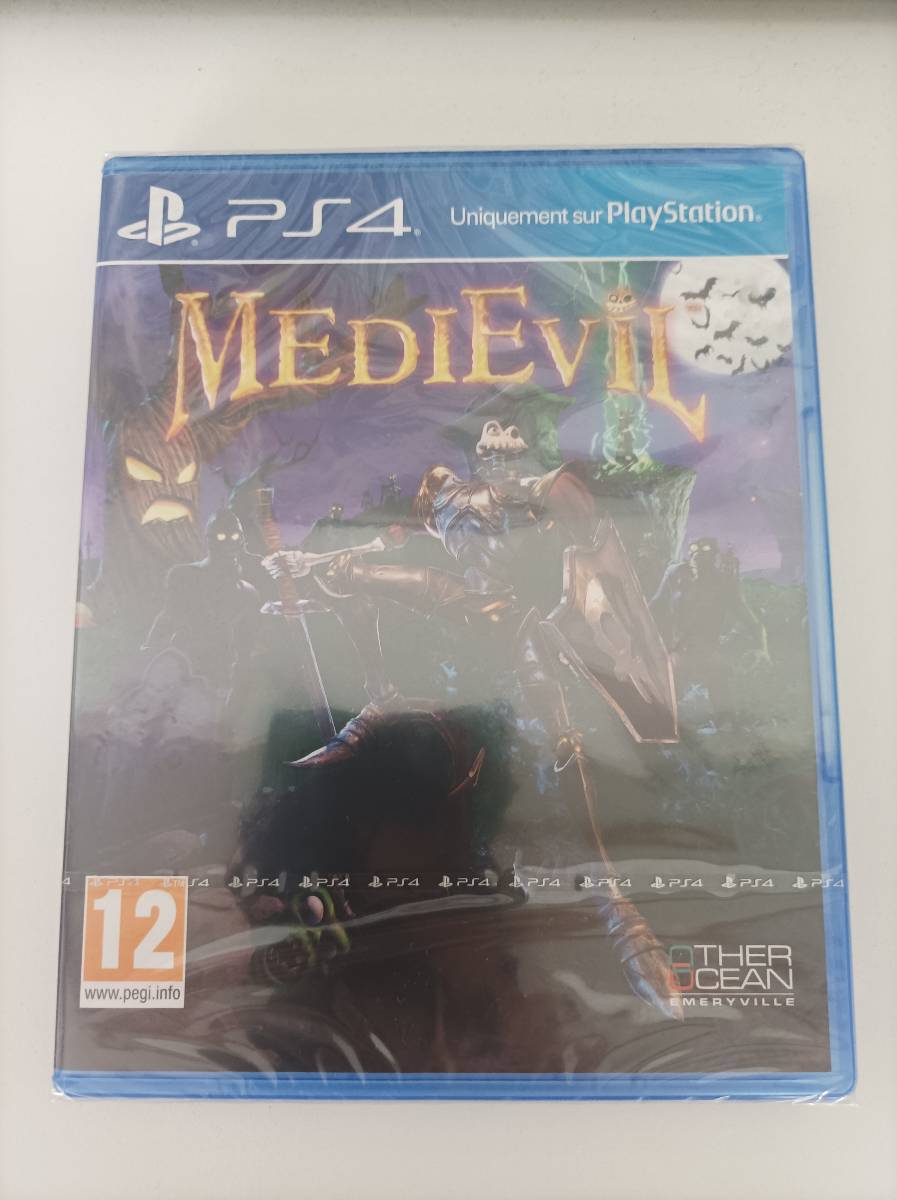 PS4 Uniquement sur PlayStation®
MEDIEVIL
PS4 PS4 PS4 PS4 PS4 PS4 PS4 PS4 PS4 PS4 PS4
12
www.pegi.info
OTHER
OCEAN
EMERYVILLE